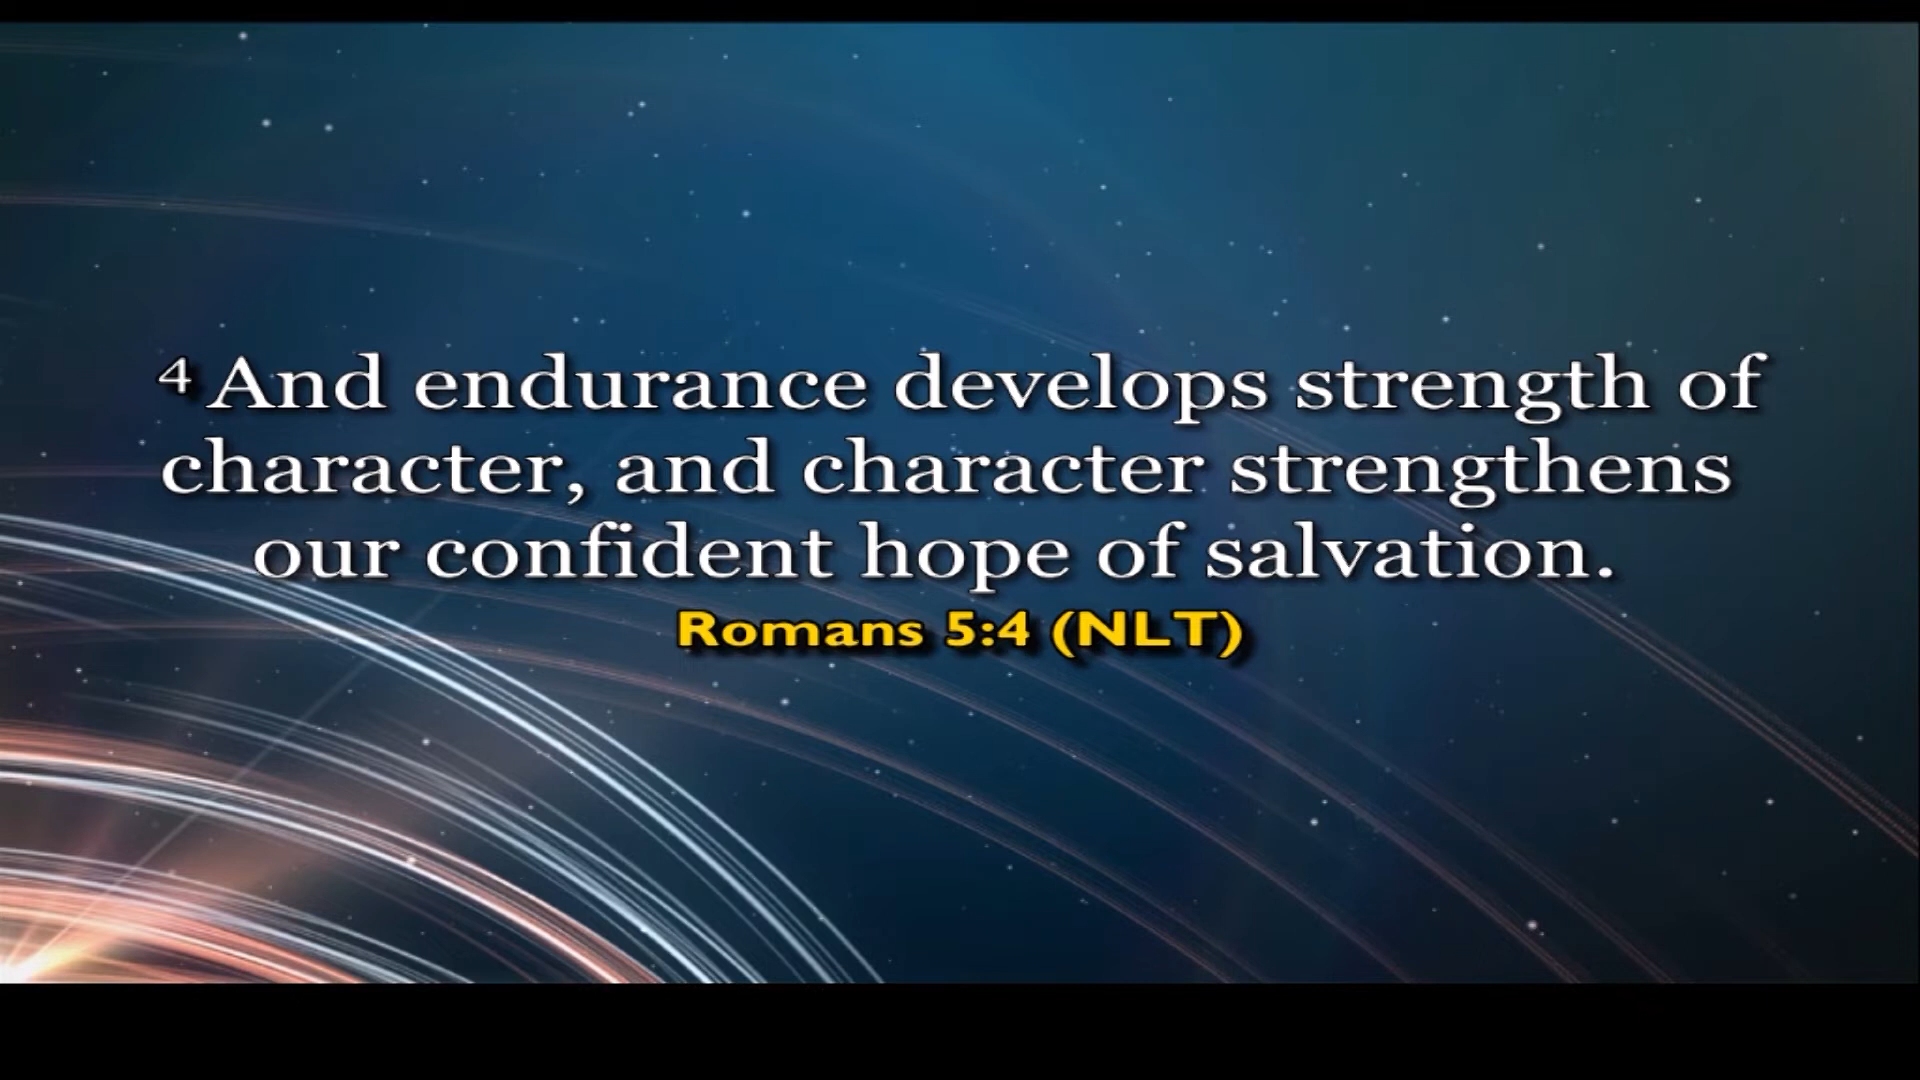 4 And endurance develops strength of
character, and character strengthens
our confident hope of salvation.
Romans 5:4 (NLT)